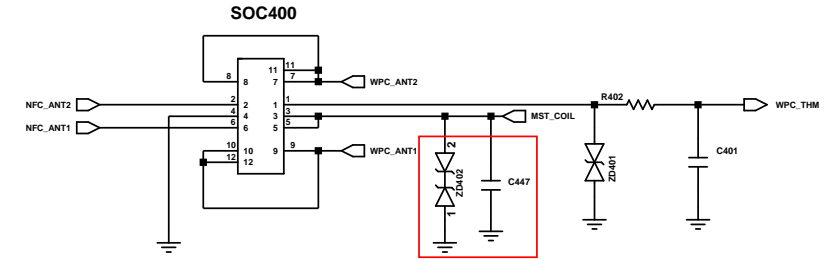 SOC400
11 11
8 8 7 7 WPC_ANT2
NFC_ANT2 2 2 1 1 R402 WPC_THM
4 4 3 3 MST_COIL
NFC_ANT1 6 6 5 5
10 10 9 9 WPC_ANT1
12 12
2 ZD402 1
C447
ZD401
C401